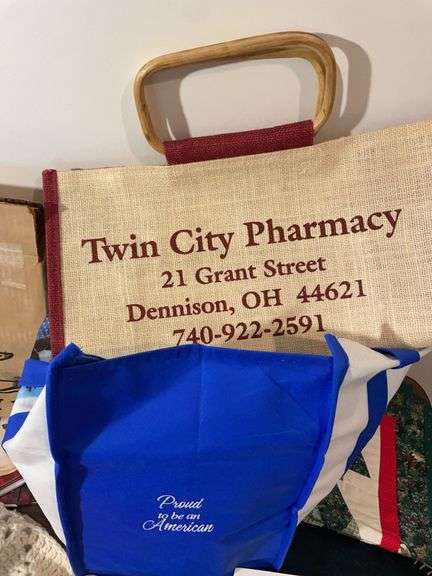 Twin City Pharmacy
21 Grant Street
Dennison, OH 44621
740-922-2591
Proud
to be an
American